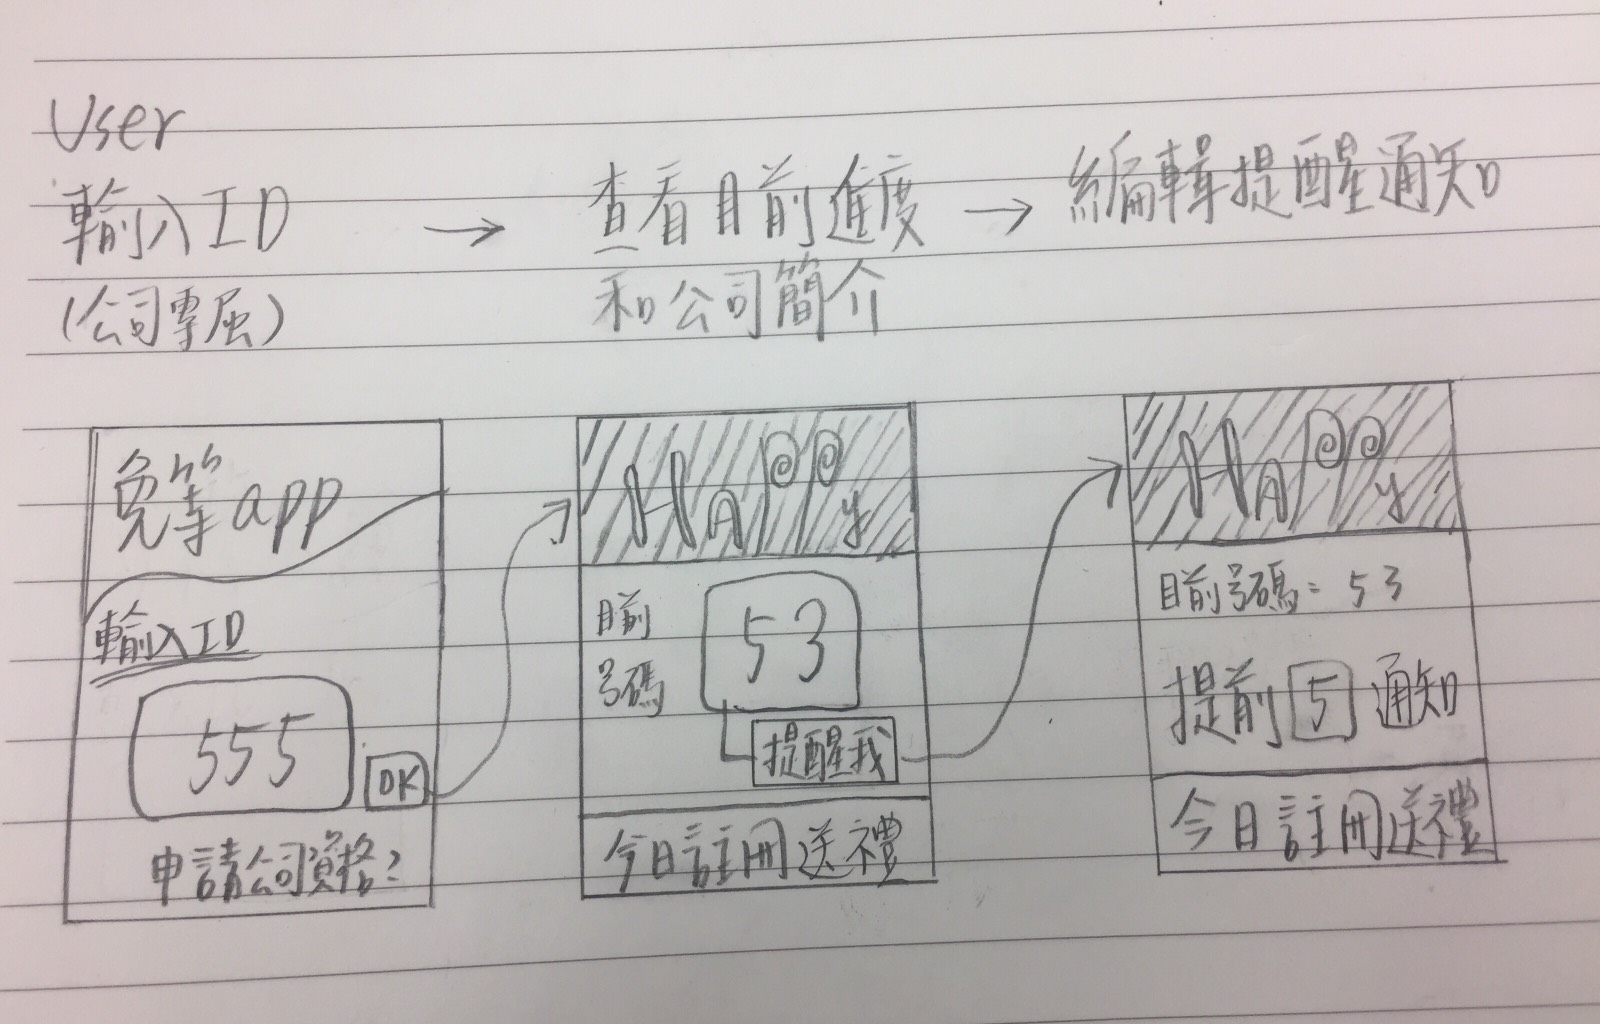 User
輸入ID → 查看目前進度 → 編輯提醒通知
(公司專屬) 和公司簡介
免等app
輸入ID
555
OK
申請公司資格?
HAPPy
目前
號碼
53
提醒我
今日註冊送禮
HAPPy
目前號碼: 53
提前 5 通知
今日註冊送禮